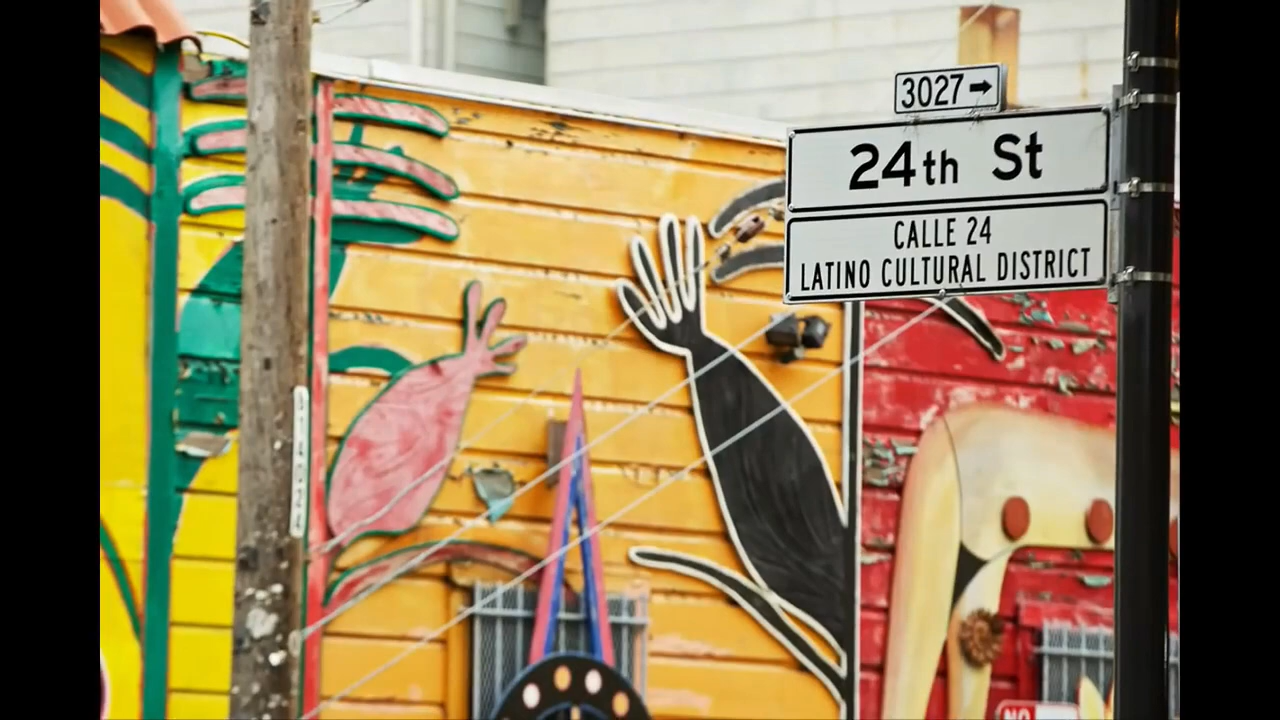 3027 →
24th St
CALLE 24
LATINO CULTURAL DISTRICT
NO